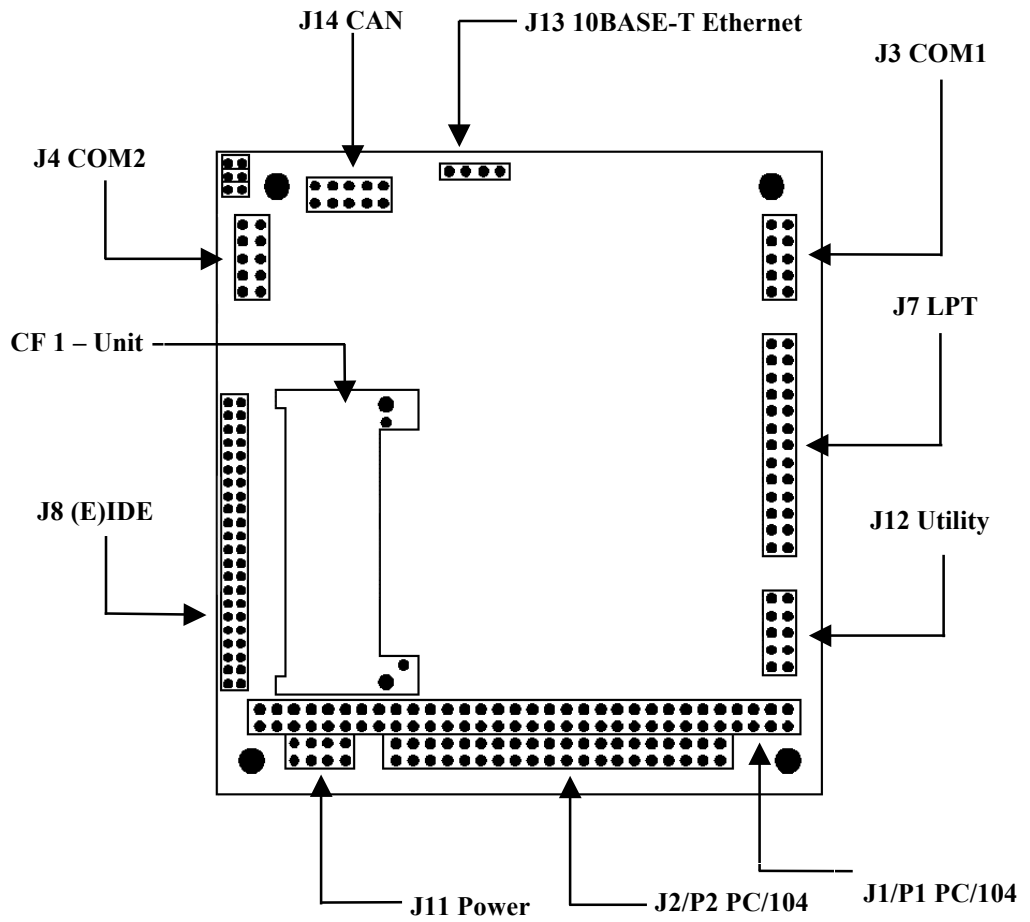 J14 CAN
J13 10BASE-T Ethernet
J3 COM1
J4 COM2
J7 LPT
CF 1 – Unit
J8 (E)IDE
J12 Utility
J11 Power
J2/P2 PC/104
J1/P1 PC/104